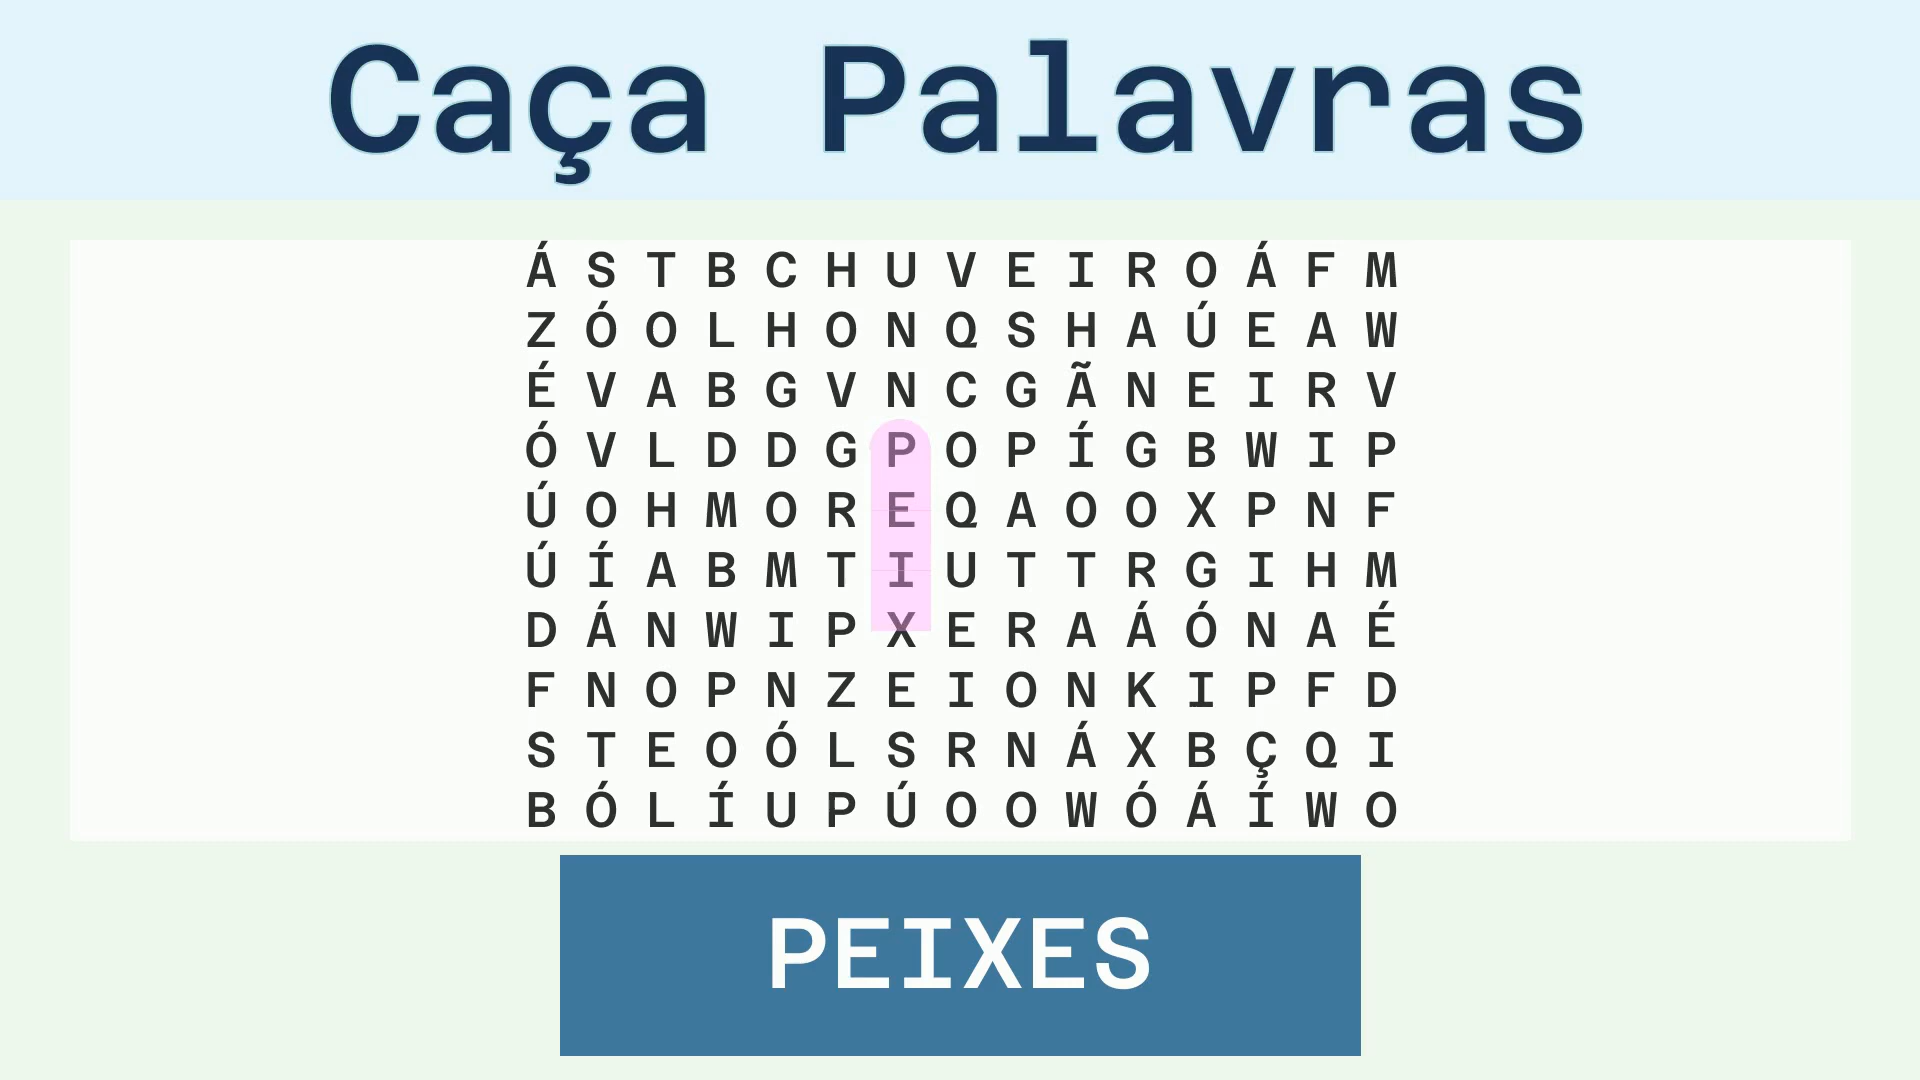 Caça Palavras
Á S T B C H U V E I R O Á F M
Z Ó O L H O N Q S H A Ú E A W
É V A B G V N C G Ã N E I R V
Ó V L D D G P O P Í G B W I P
Ú O H M O R E Q A O O X P N F
Ú Í A B M T I U T T R G I H M
D Á N W I P X E R A Á Ó N A É
F N O P N Z E I O N K I P F D
S T E O Ó L S R N Á X B Ç Q I
B Ó L Í U P Ú O O W Ó Á Í W O
PEIXES